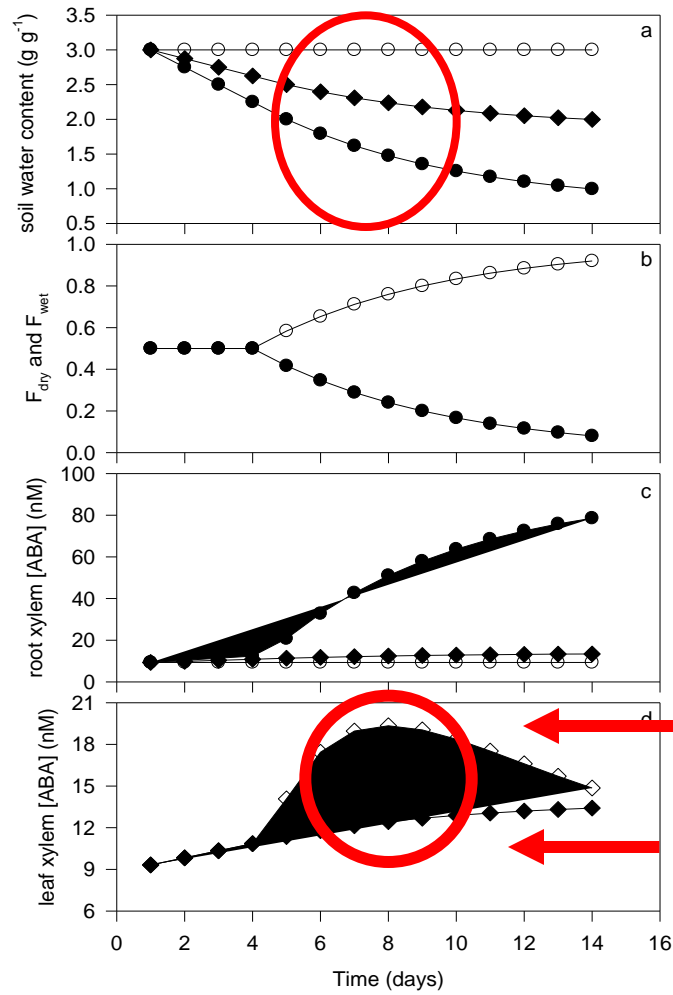 a
soil water content (g g-1)
3.0
2.5
2.0
1.5
1.0
0.5
b
Fdry and Fwet
1.0
0.8
0.6
0.4
0.2
0.0
c
root xylem [ABA] (nM)
100
80
60
40
20
0
d
leaf xylem [ABA] (nM)
21
18
15
12
9
6
0 2 4 6 8 10 12 14 16
Time (days)